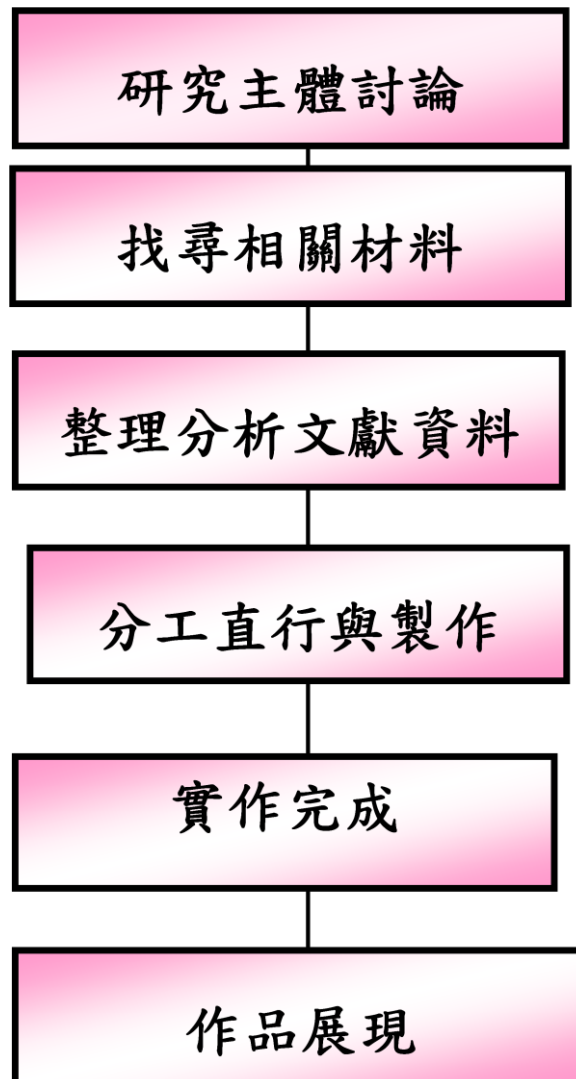 研究主體討論
找尋相關材料
整理分析文獻資料
分工直行與製作
實作完成
作品展現